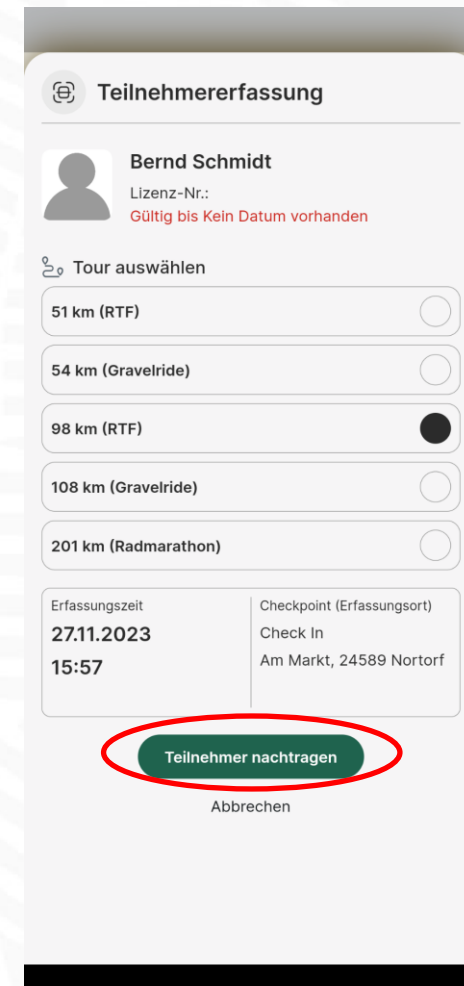 Teilnehmererfassung
Bernd Schmidt
Lizenz-Nr.:
Gültig bis Kein Datum vorhanden
Tour auswählen
51 km (RTF)
54 km (Gravelride)
98 km (RTF)
108 km (Gravelride)
201 km (Radmarathon)
Erfassungszeit
27.11.2023
15:57
Checkpoint (Erfassungsort)
Check In
Am Markt, 24589 Nortorf
Teilnehmer nachtragen
Abbrechen